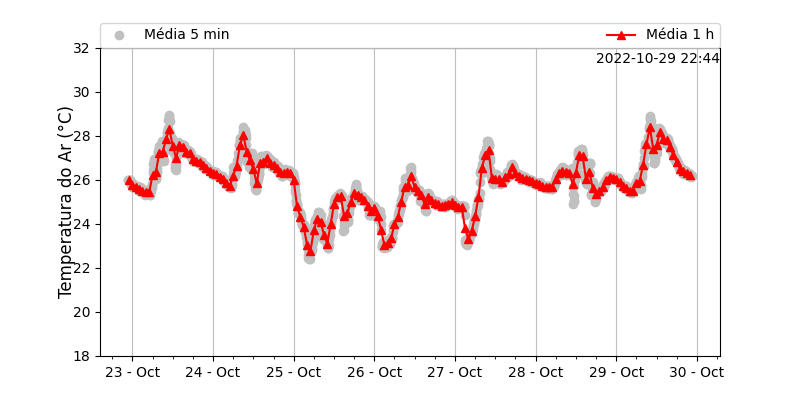 Média 5 min
Média 1 h
2022-10-29 22:44
Temperatura do Ar (°C)
32
30
28
26
24
22
20
18
23 - Oct
24 - Oct
25 - Oct
26 - Oct
27 - Oct
28 - Oct
29 - Oct
30 - Oct